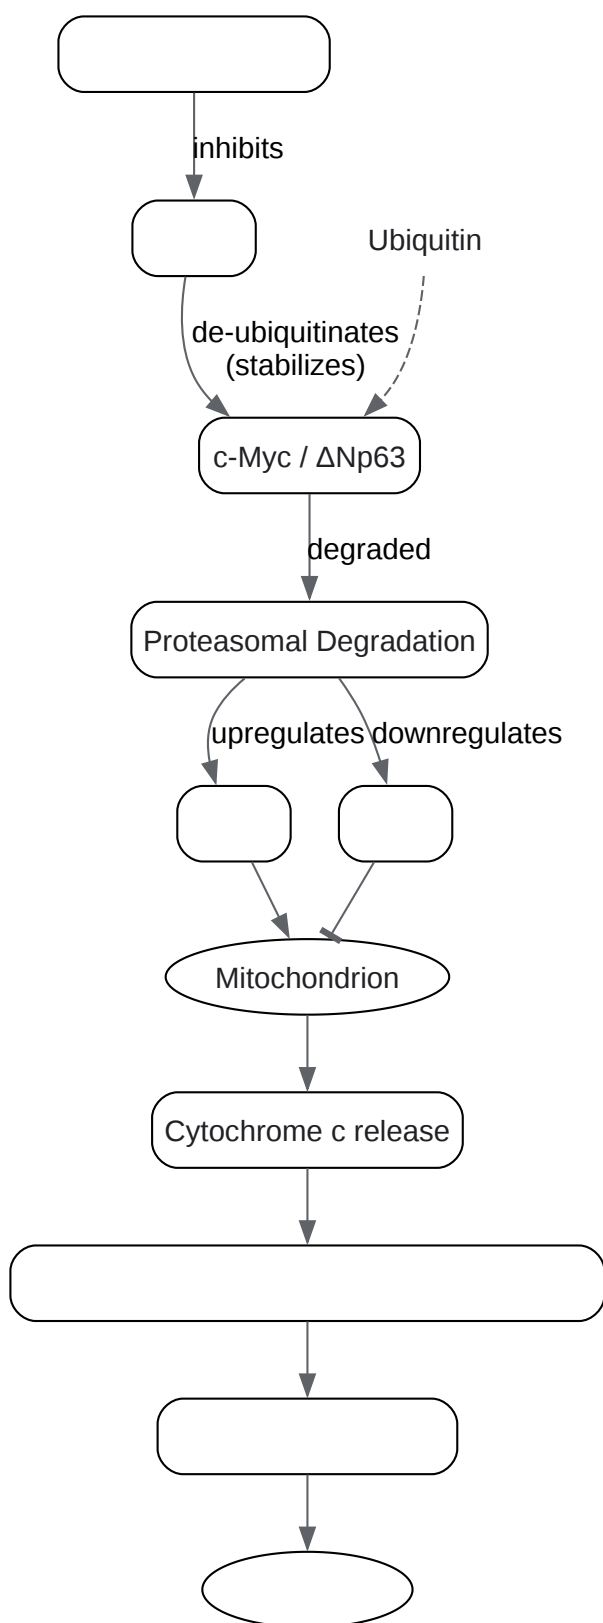 inhibits
Ubiquitin
de-ubiquitinates
(stabilizes)
c-Myc / ΔNp63
degraded
Proteasomal Degradation
upregulates
downregulates
Mitochondrion
Cytochrome c release